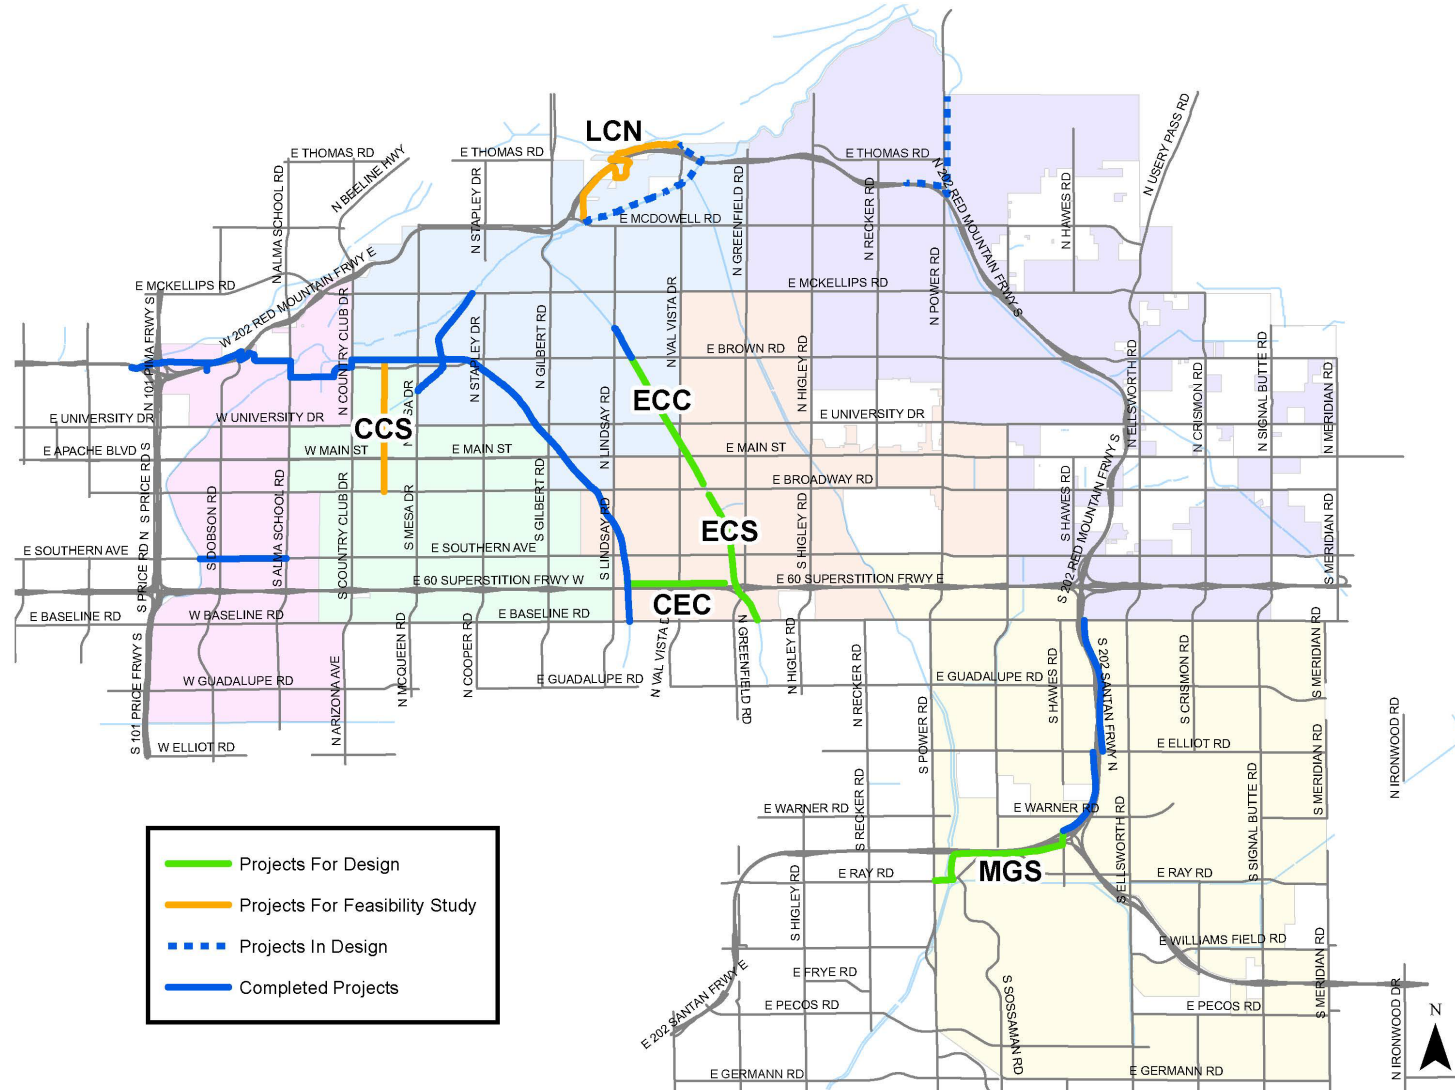 LCN
E THOMAS RD
E THOMAS RD
E THOMAS RD
N BEELINE HWY
N ALMA SCHOOL RD
N STAPLEY DR
E MCDOWELL RD
N GREENFIELD RD
N RECKER RD
N 202 RED MOUNTAIN FRWY S
N HAWES RD
N USERY PASS RD
W 202 RED MOUNTAIN FRWY E
E MCKELLIPS RD
E MCKELLIPS RD
N 101 PIMA FRWY S
N COUNTRY CLUB DR
N STAPLEY DR
N GILBERT RD
N VAL VISTA DR
N POWER RD
E BROWN RD
N HIGLEY RD
N ELLSWORTH RD
N CRISMON RD
N SIGNAL BUTTE RD
N MERIDIAN RD
ECC
CCS
E UNIVERSITY DR
W UNIVERSITY DR
E UNIVERSITY DR
N LINDSAY RD
E APACHE BLVD
W MAIN ST
E MAIN ST
E MAIN ST
E BROADWAY RD
S PRICE RD N
S PRICE RD S
S DOBSON RD
S ALMA SCHOOL RD
S COUNTRY CLUB DR
S MESA DR
S GILBERT RD
S LINDSAY RD
ECS
S HIGLEY RD
S HAWES RD
S 202 RED MOUNTAIN FRWY S
S MERIDIAN RD
E SOUTHERN AVE
E SOUTHERN AVE
E 60 SUPERSTITION FRWY W
E 60 SUPERSTITION FRWY E
CEC
E BASELINE RD
W BASELINE RD
E BASELINE RD
S 101 PRICE FRWY S
W GUADALUPE RD
N ARIZONA AVE
N MCQUEEN RD
N COOPER RD
E GUADALUPE RD
N GREENFIELD RD
N HIGLEY RD
N RECKER RD
E GUADALUPE RD
S POWER RD
S HAWES RD
S 202 SANTAN FRWY N
S CRISMON RD
S MERIDIAN RD
W ELLIOT RD
E ELLIOT RD
N IRONWOOD RD
S MERIDIAN RD
S SIGNAL BUTTE RD
E WARNER RD
E WARNER RD
S RECKER RD
S ELLSWORTH RD
MGS
E RAY RD
E RAY RD
S HIGLEY RD
E WILLIAMS FIELD RD
S MERIDIAN RD
E FRYE RD
E PECOS RD
E PECOS RD
E 202 SANTAN FRWY E
S SOSSAMAN RD
E GERMANN RD
E GERMANN RD
N IRONWOOD DR
N
Projects For Design
Projects For Feasibility Study
Projects In Design
Completed Projects